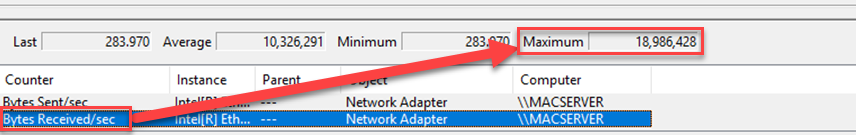 Last 283.970 Average 10,326,291 Minimum 283.970 Maximum 18,986,428
Counter Instance Parent Object Computer
Bytes Sent/sec Intel[R] Eth... --- Network Adapter \\MACSERVER
Bytes Received/sec Intel[R] Eth... --- Network Adapter \\MACSERVER